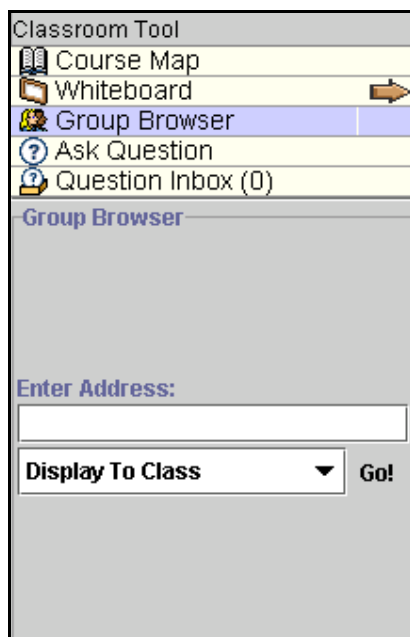 Classroom Tool
Course Map
Whiteboard
Group Browser
Ask Question
Question Inbox (0)
Group Browser
Enter Address:
Display To Class Go!